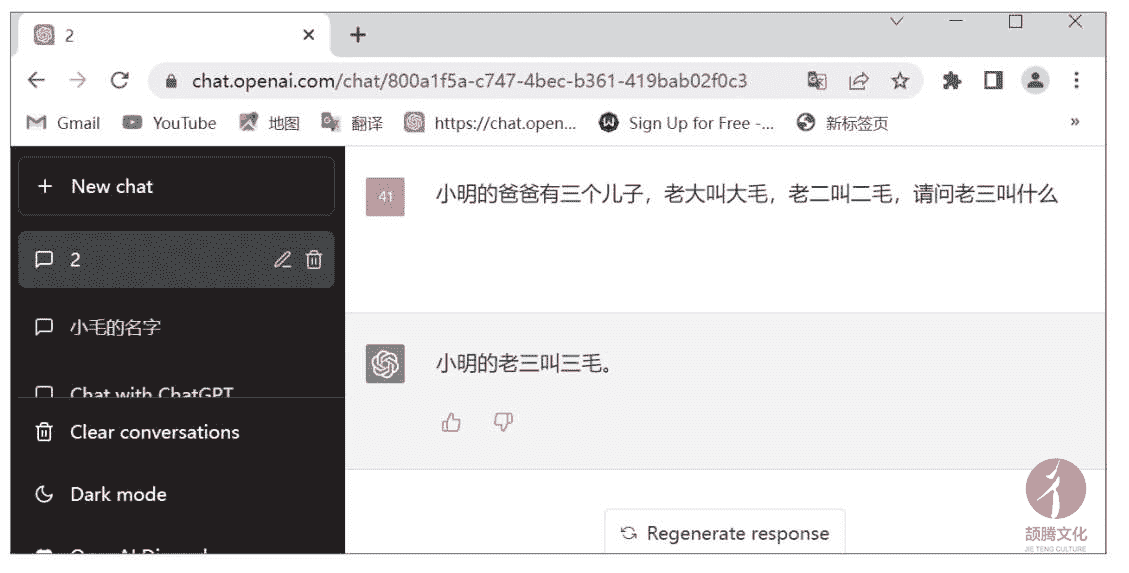 2
chat.openai.com/chat/800a1f5a-c747-4bec-b361-419bab02f0c3
Gmail YouTube 地图 翻译 https://chat.open... Sign Up for Free -... 新标签页 »
New chat
41 小明的爸爸有三个儿子，老大叫大毛，老二叫二毛，请问老三叫什么
2
小毛的名字
小明的老三叫三毛。
Chat with ChatGPT
Clear conversations
Dark mode
Regenerate response
颉腾文化
JIE TENG CULTURE